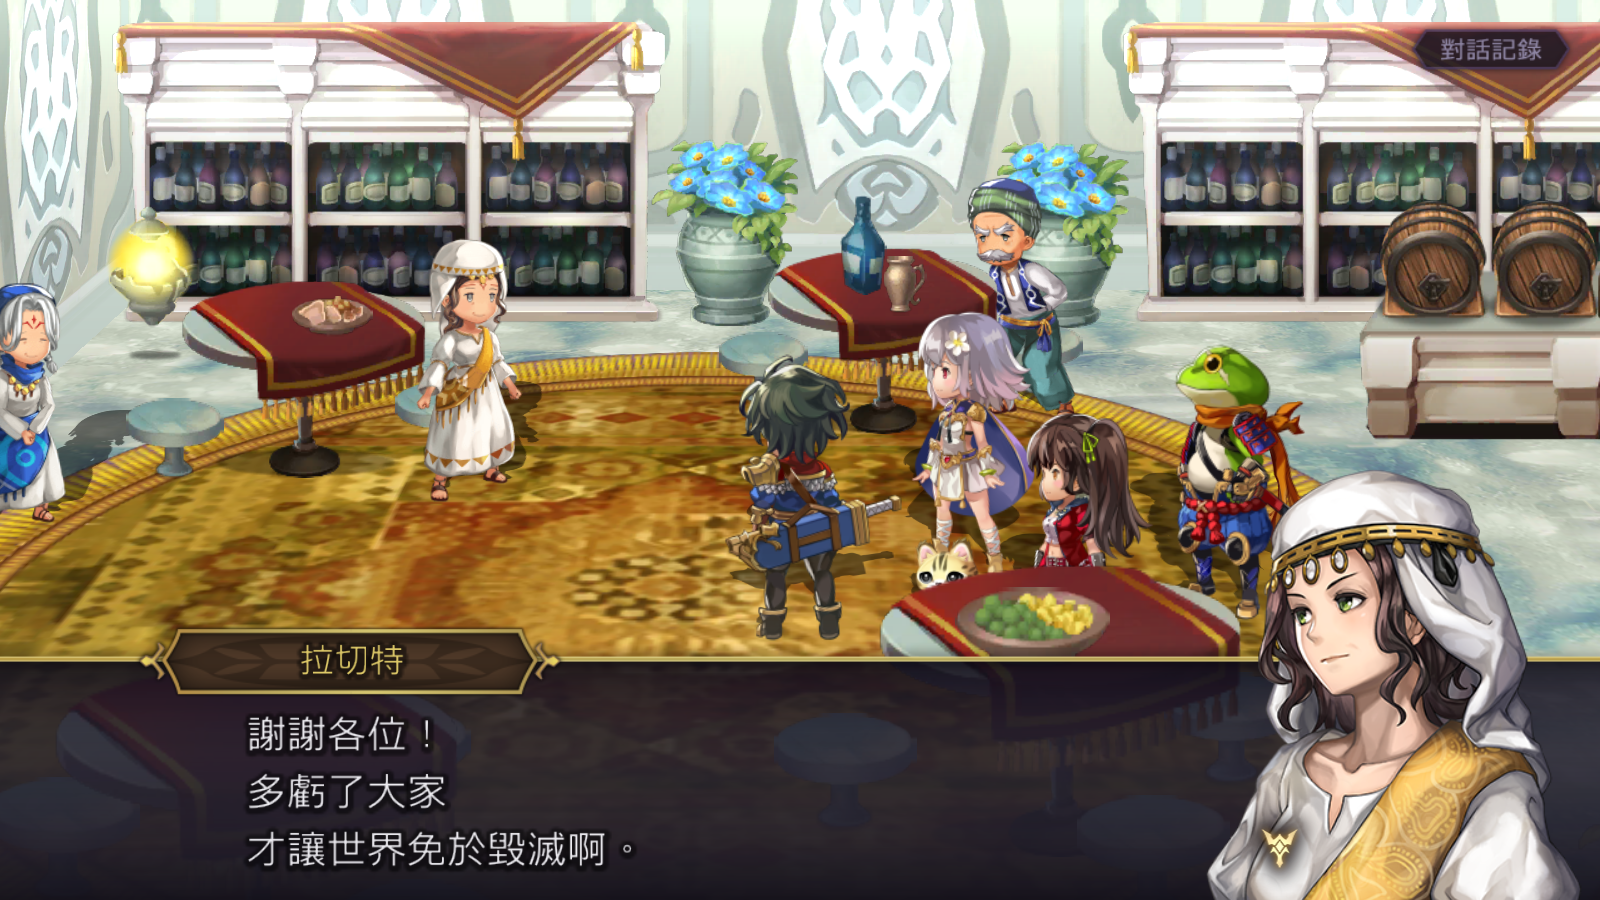 對話記錄
拉切特
謝謝各位！
多虧了大家
才讓世界免於毀滅啊。